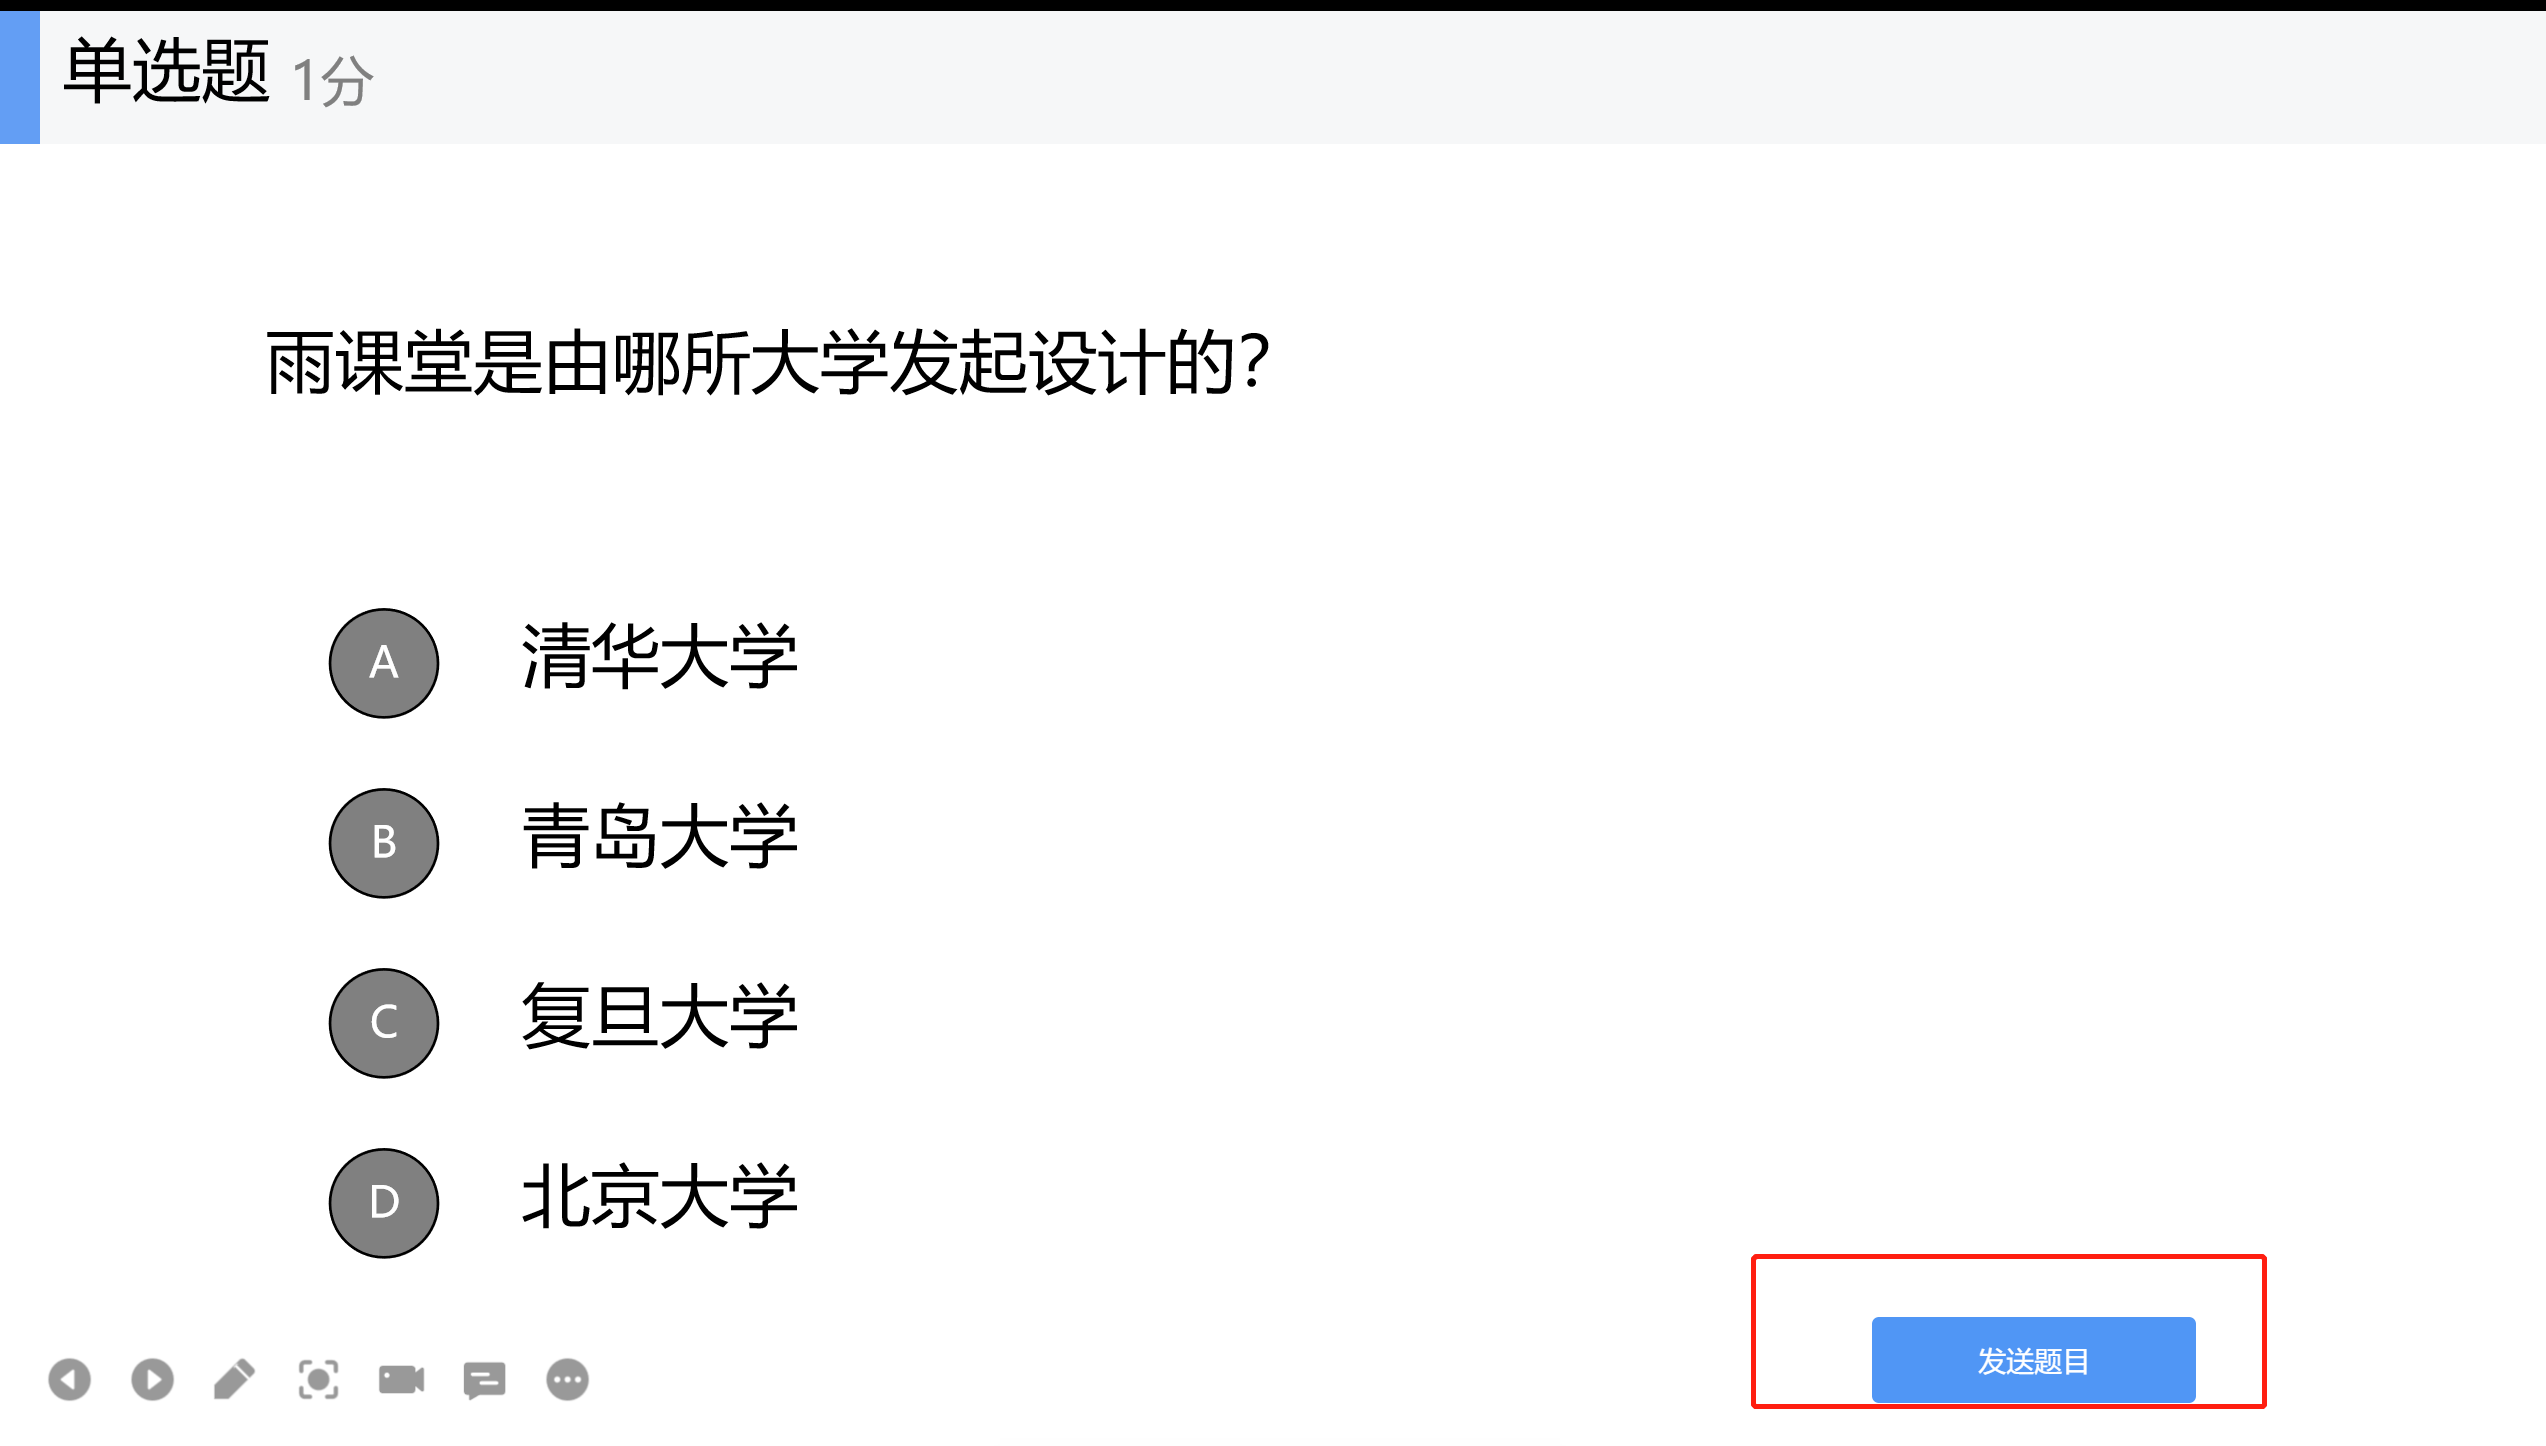 单选题 1分
雨课堂是由哪所大学发起设计的?
A 清华大学
B 青岛大学
C 复旦大学
D 北京大学
发送题目